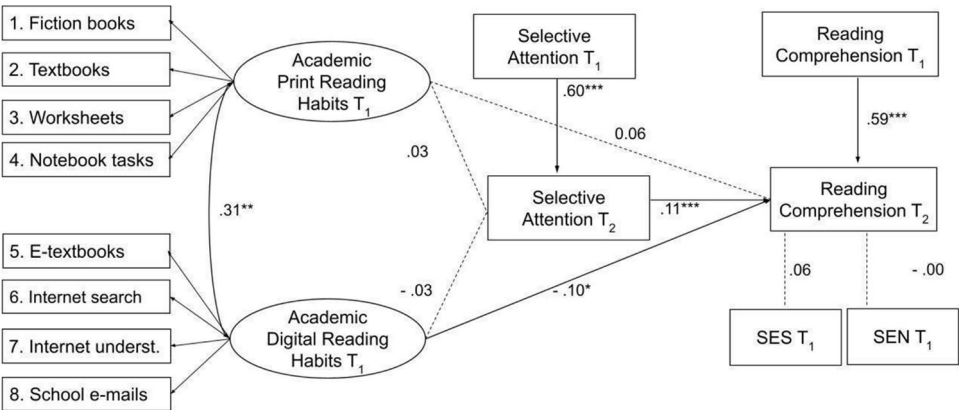 1. Fiction books
2. Textbooks
3. Worksheets
4. Notebook tasks
5. E-textbooks
6. Internet search
7. Internet underst.
8. School e-mails
Academic
Print Reading
Habits T1
.31**
Academic
Digital Reading
Habits T1
.03
- .03
Selective
Attention T1
.60***
Selective
Attention T2
0.06
.11***
- .10*
Reading
Comprehension T1
.59***
Reading
Comprehension T2
.06
- .00
SES T1
SEN T1